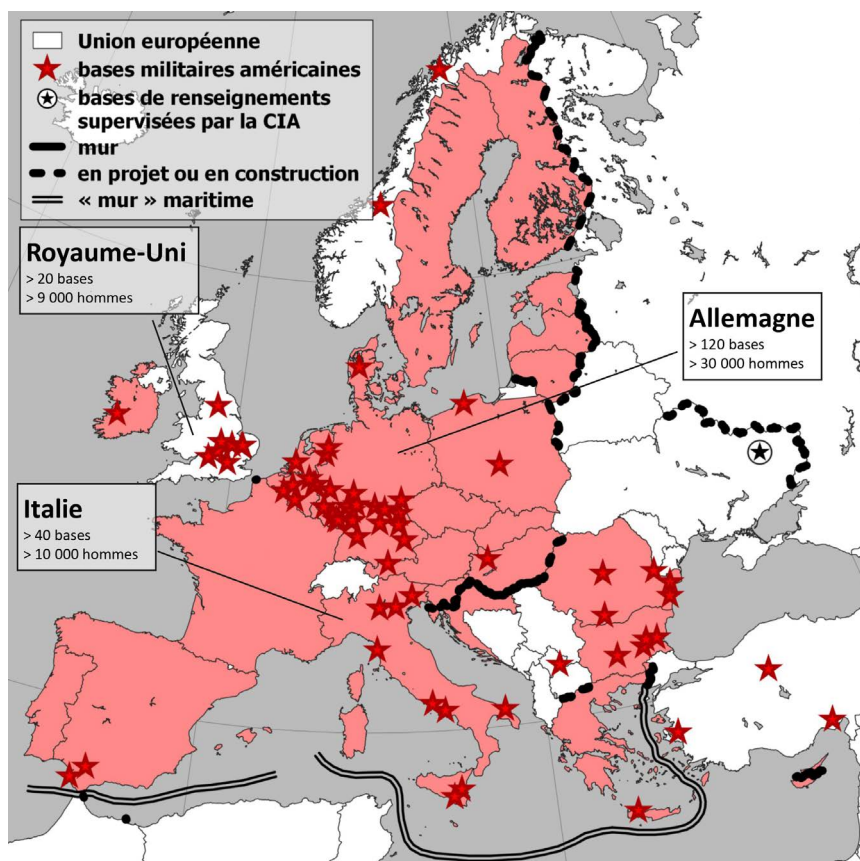 Union européenne
bases militaires américaines
bases de renseignements
supervisées par la CIA
mur
en projet ou en construction
« mur » maritime
Royaume-Uni
> 20 bases
> 9 000 hommes
Allemagne
> 120 bases
> 30 000 hommes
Italie
> 40 bases
> 10 000 hommes